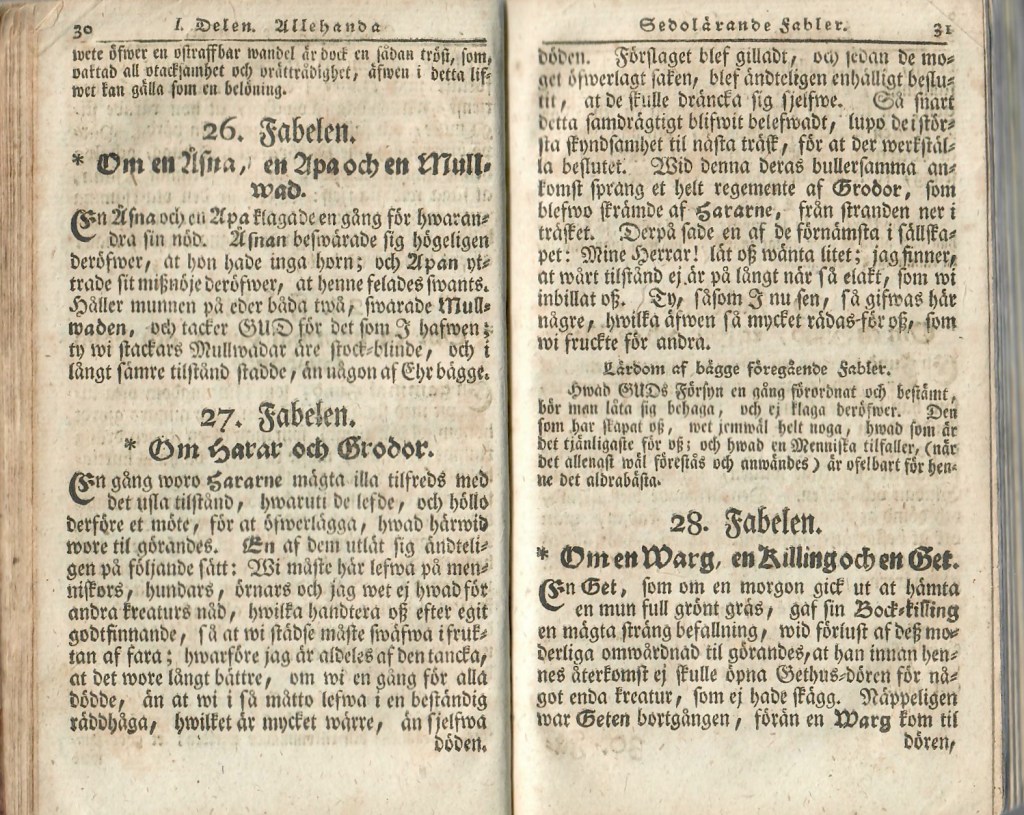 30 I. Delen. Allehanda
wete öfwer en ostraffbar wandel är dock en sådan tröst, som,
oaktad all otacksamhet och orättrådighet, äfwen i detta lif-
wet kan gälla som en belöning.
26. Fabelen.
* Om en Åsna, en Apa och en Mull-
wad.
En Åsna och en Apa klagade en gång för hwaran-
dra sin nöd. Åsnan beswårade sig högeligen
deröfwer, at hon hade inga horn; och Apan yt-
trade sit mißnöje deröfwer, at henne felades swants.
Håller munnen på eder båda twå, swarade Mull-
waden, och tacker GUD för det som J hafwen;
ty wi stackars Mullwadar äre stock-blinde, och i
långt sämre tilstånd stadde, än någon af Ehr bägge.
27. Fabelen.
* Om Harar och Grodor.
En gång woro Hararne mägta illa tilfreds med
det usla tilstånd, hwaruti de lefde, och höllo
derföre et möte, för at öfwerlägga, hwad härwid
wore til görandes. En af dem utlät sig ändteli-
gen på följande sätt: Wi måste här lefwa på men-
niskors, hundars, örnars och jag wet ej hwad för
andra kreaturs nåd, hwilka handtera oß efter egit
godtfinnande, så at wi städse måste swäfwa i fruk-
tan af fara; hwarföre jag är aldeles af den tancka,
at det wore långt bättre, om wi en gång för alla
dödde, än at wi i så måtto lefwa i en beständig
räddhåga, hwilket är mycket wärre, än sjelfwa
döden.
Sedolärande Fabler. 31
döden. Förslaget blef gilladt, och sedan de mo-
get öfwerlagt saken, blef ändteligen enhälligt beslu-
tit, at de skulle dräncka sig sjelfwe. Så snart
detta samdrägtigt blifwit belefwadt, lupo de i stör-
sta skyndsamhet til nästa träsk, för at der werkstäl-
la beslutet. Wid denna deras bullersamma an-
komst sprang et helt regemente af Grodor, som
blefwo skrämde af Hararne, från stranden ner i
träsket. Derpå sade en af de förnämsta i sällska-
pet: Mine Herrar! låt oß wänta litet; jag finner,
at wårt tilstånd ej är på långt när så elakt, som wi
inbillat oß. Ty, såsom J nu sen, så gifwas här
några, hwilka äfwen så mycket rädas för oß, som
wi fruckte för andra.
Lärdom af bägge föregående Fabler.
Hwad GUDs Försyn en gång förordnat och bestämt,
bör man låta sig behaga, och ej klaga deröfwer. Den
som har skapat oß, wet jemwäl helt noga, hwad som är
det tjänligaste för oß; och hwad en Menniska tilfaller, (när
det allenast wäl förestås och anwändes) är ofelbart för hen-
ne det aldrabästa.
28. Fabelen.
* Om en Warg, en Killing och en Get.
En Get, som om en morgon gick ut at hämta
en mun full grönt gräs, gaf sin Bock-killing
en mägta sträng befallning, wid förlust af deß mo-
derliga omwårdnad til görandes, at han innan hen-
nes återkomst ej skulle öpna Gethus-dören för nå-
got enda kreatur, som ej hade skägg. Näppeligen
war Geten bortgången, förän en Warg kom til
dören,